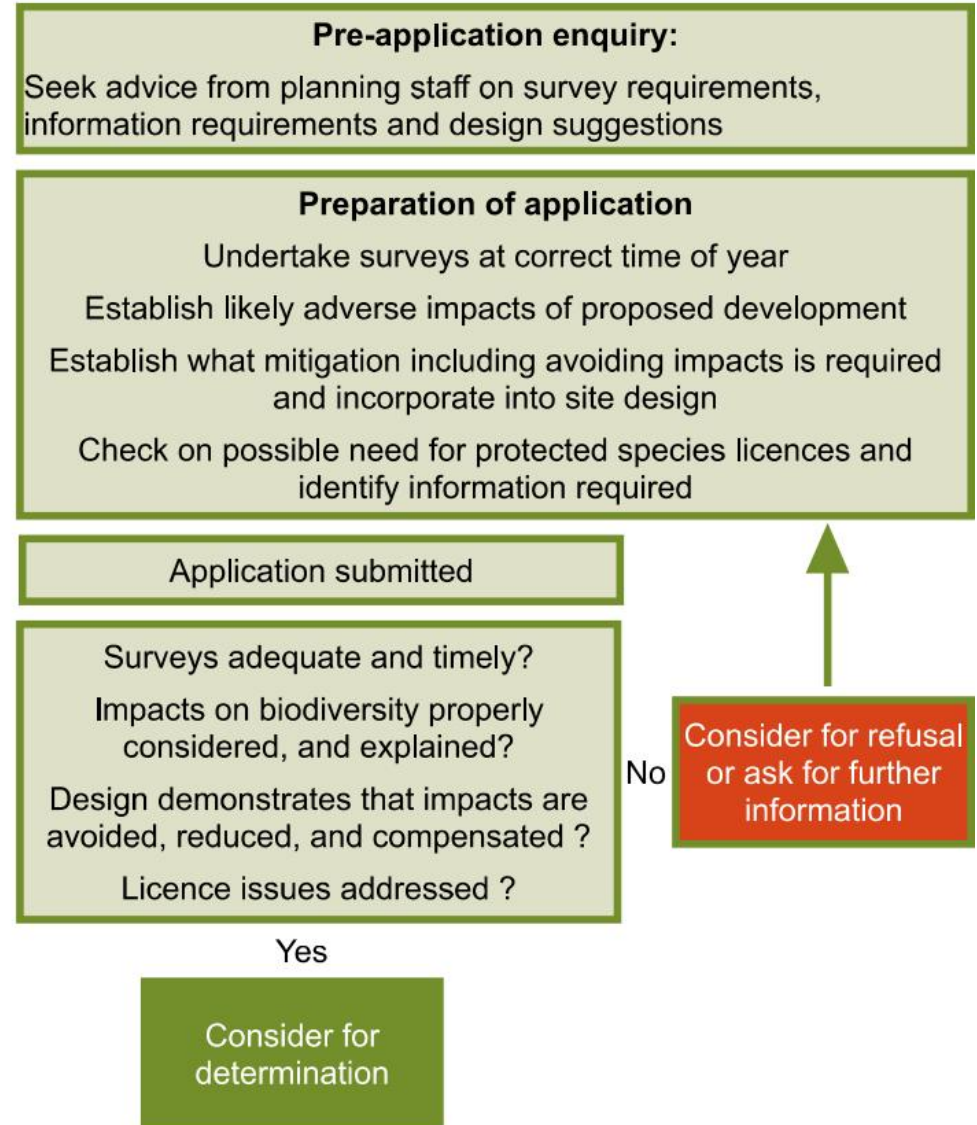 Pre-application enquiry:
Seek advice from planning staff on survey requirements,
information requirements and design suggestions
Preparation of application
Undertake surveys at correct time of year
Establish likely adverse impacts of proposed development
Establish what mitigation including avoiding impacts is required
and incorporate into site design
Check on possible need for protected species licences and
identify information required
Application submitted
Surveys adequate and timely?
Impacts on biodiversity properly
considered, and explained?
Design demonstrates that impacts are
avoided, reduced, and compensated ?
Licence issues addressed ?
No
Consider for refusal
or ask for further
information
Yes
Consider for
determination